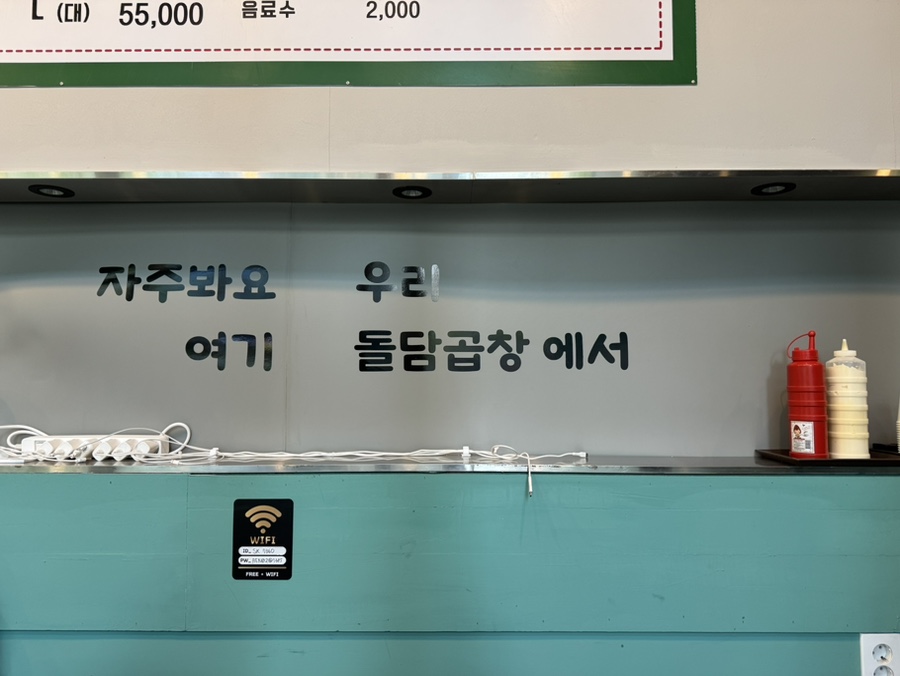 L (대) 55,000 음료수 2,000
자주봐요 우리
여기 돌담곱창 에서
WIFI
FREE WIFI